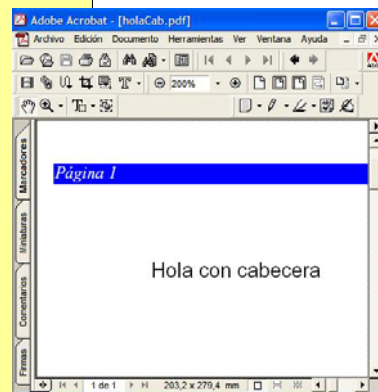 Adobe Acrobat - [holaCab.pdf]
Archivo Edición Documento Herramientas Ver Ventana Ayuda
200%
Marcadores
Miniaturas
Comentarios
Firmas
Página 1
Hola con cabecera
1 de 1
203,2 x 279,4 mm